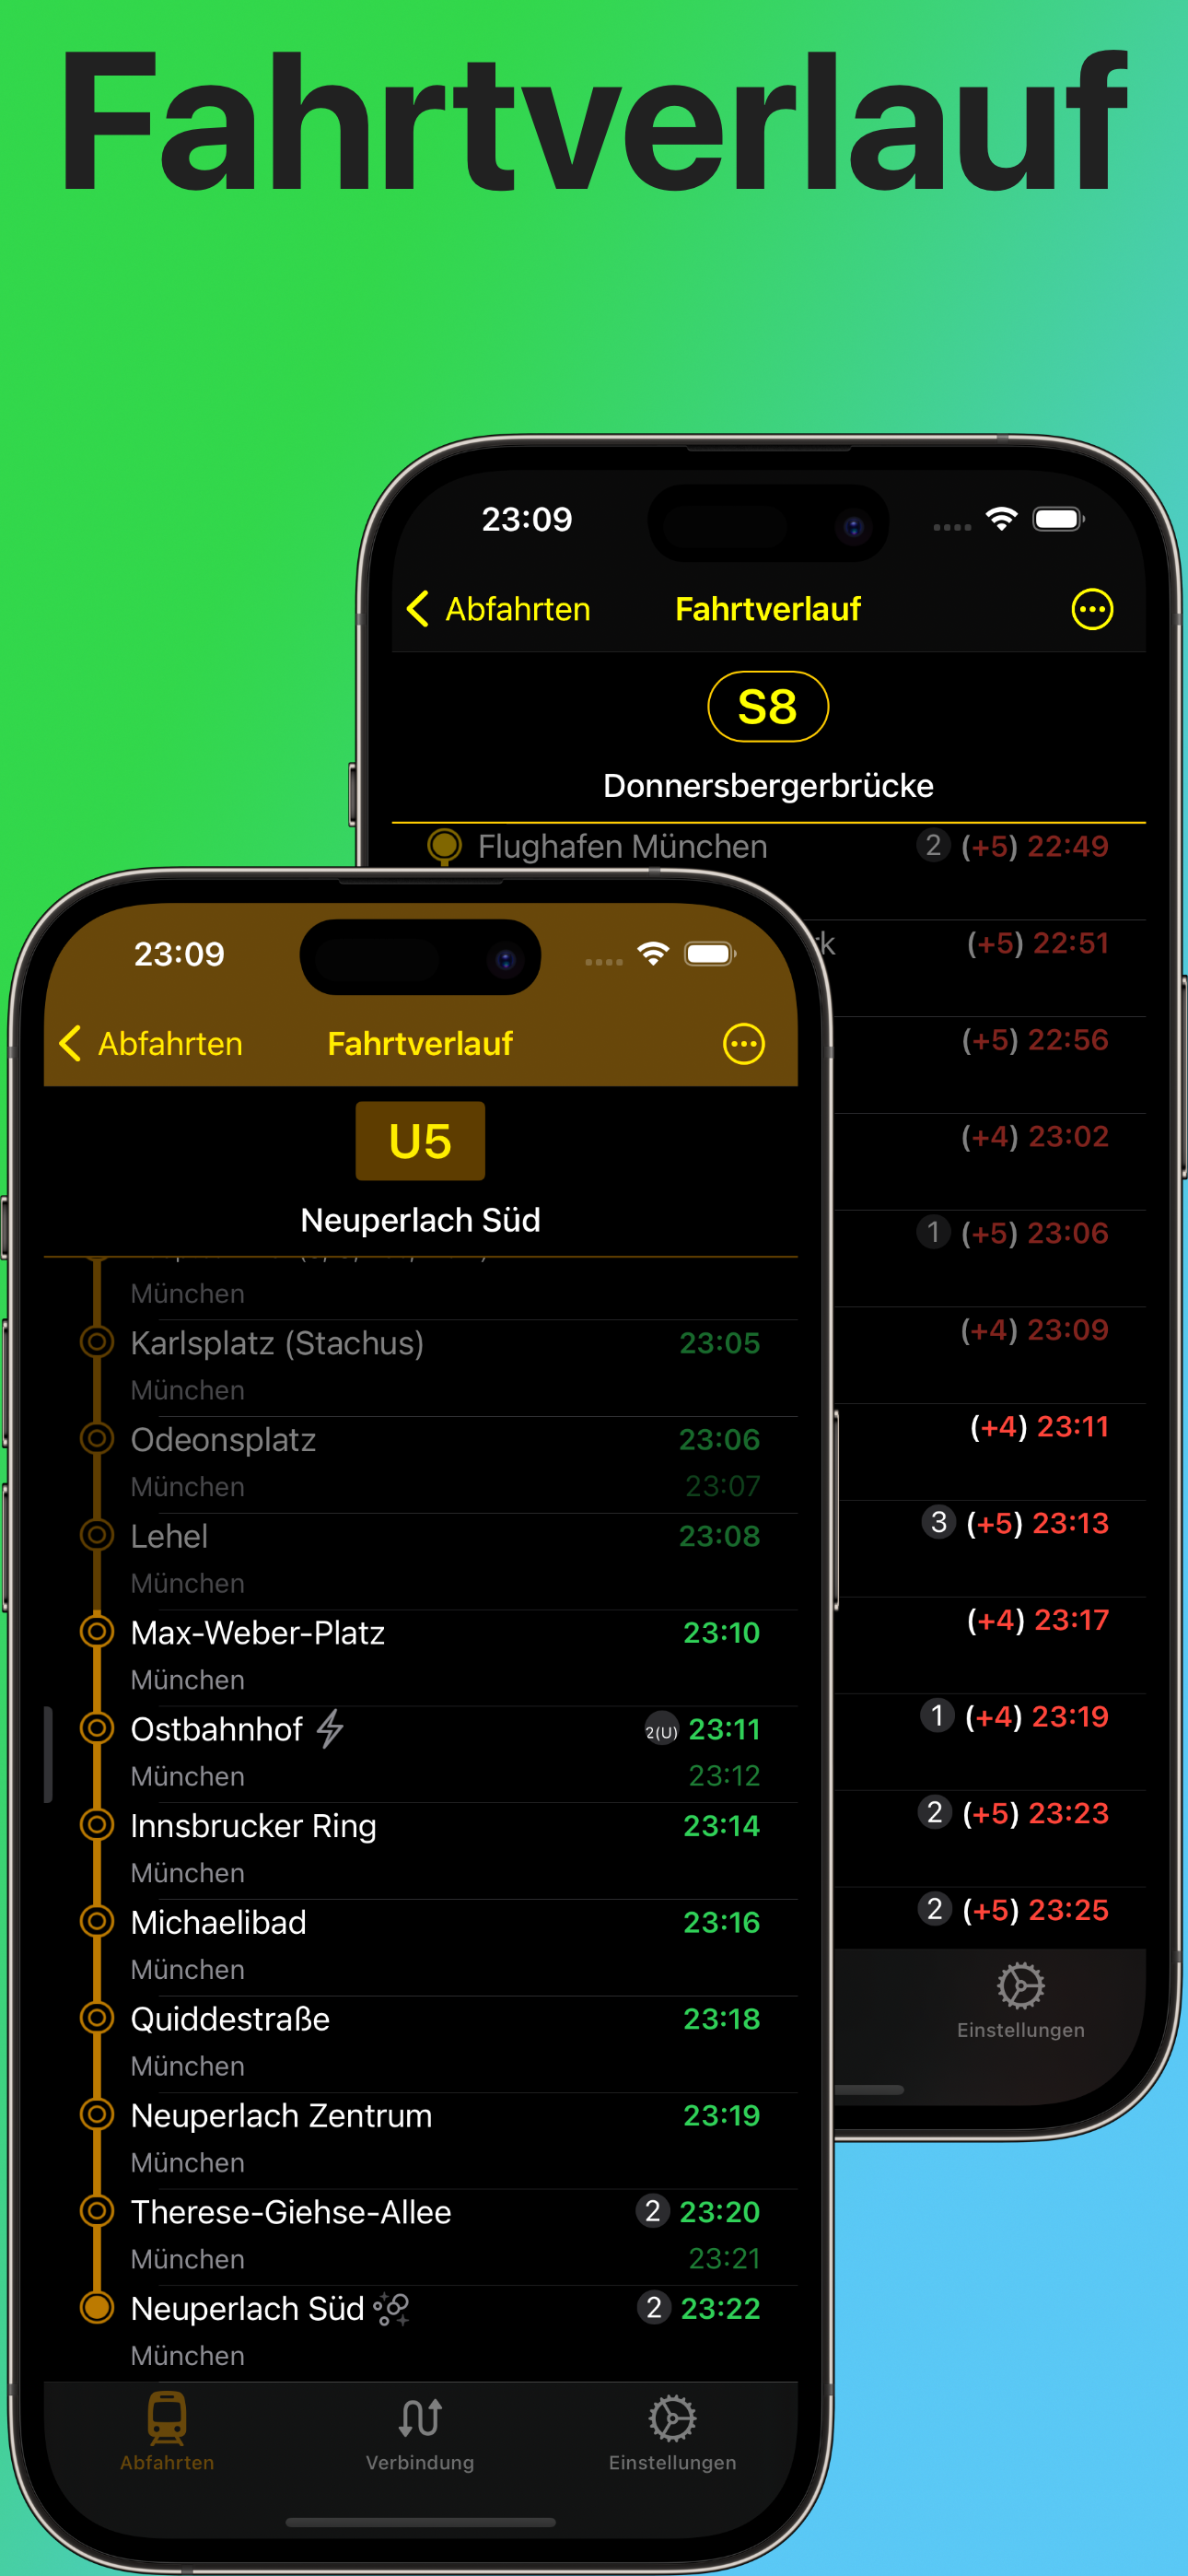 Fahrtverlauf
23:09
Abfahrten
Fahrtverlauf
S8
Donnersbergerbrücke
Flughafen München 2 (+5) 22:49
(+5) 22:51
(+5) 22:56
(+4) 23:02
1 (+5) 23:06
(+4) 23:09
(+4) 23:11
3 (+5) 23:13
(+4) 23:17
1 (+4) 23:19
2 (+5) 23:23
2 (+5) 23:25
Einstellungen
23:09
Abfahrten
Fahrtverlauf
U5
Neuperlach Süd
München
Karlsplatz (Stachus) 23:05
München
Odeonsplatz 23:06
München 23:07
Lehel 23:08
München
Max-Weber-Platz 23:10
München
Ostbahnhof 2(U) 23:11
München 23:12
Innsbrucker Ring 23:14
München
Michaelibad 23:16
München
Quiddestraße 23:18
München
Neuperlach Zentrum 23:19
München
Therese-Giehse-Allee 2 23:20
München 23:21
Neuperlach Süd 2 23:22
München
Abfahrten
Verbindung
Einstellungen